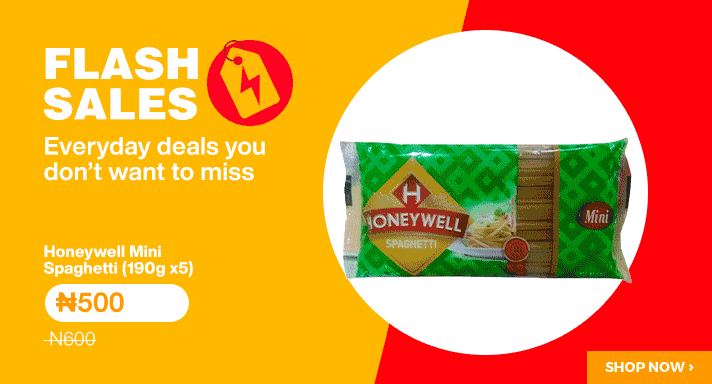 FLASH
SALES
Everyday deals you
don't want to miss
Honeywell Mini
Spaghetti (190g x5)
₦500
N600
H
HONEYWELL
SPAGHETTI
Mini
SHOP NOW ›